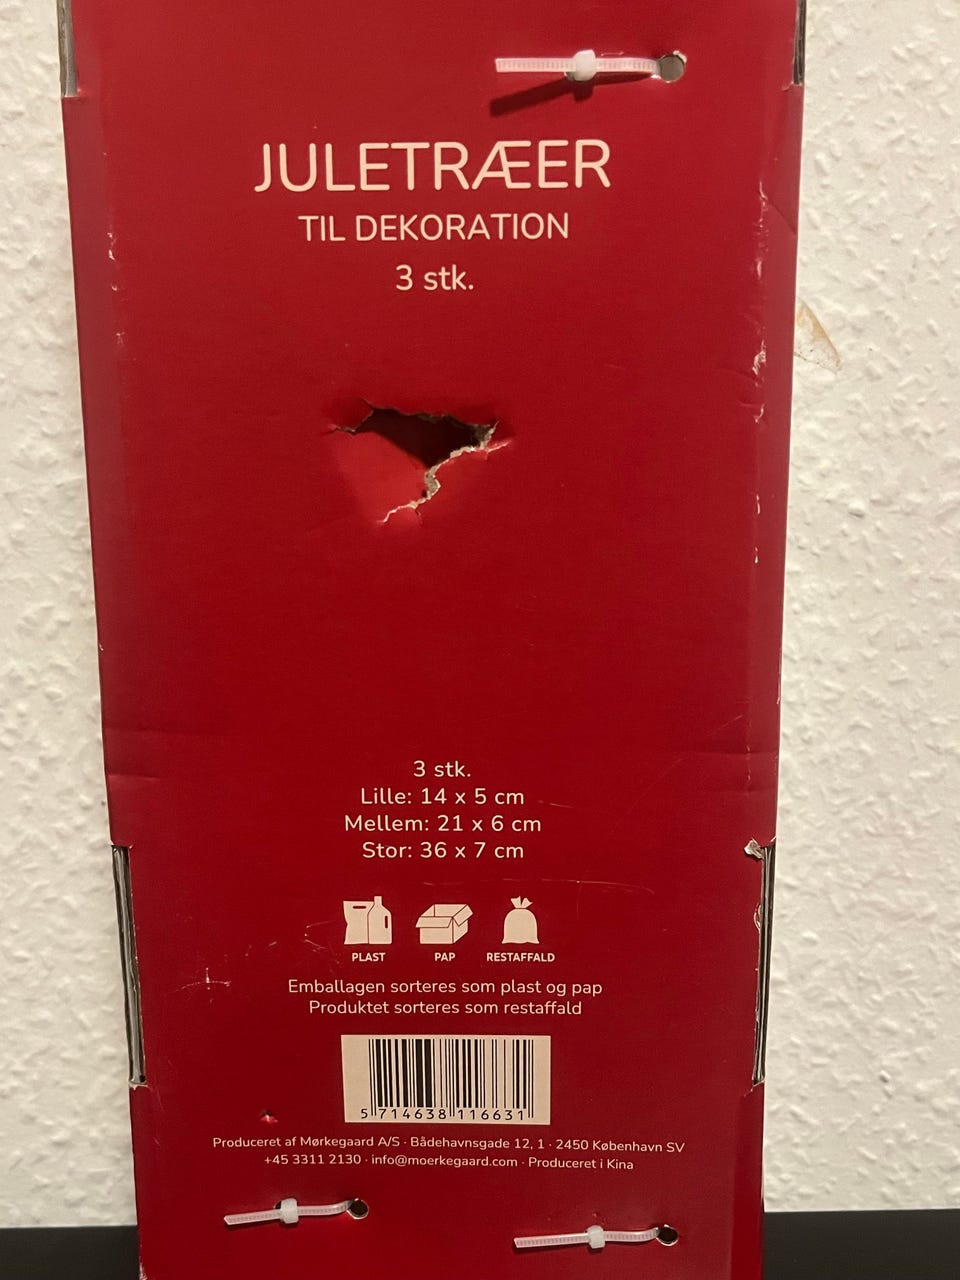 JULETRÆER
TIL DEKORATION
3 stk.
3 stk.
Lille: 14 x 5 cm
Mellem: 21 x 6 cm
Stor: 36 x 7 cm
PLAST PAP RESTAFFALD
Emballagen sorteres som plast og pap
Produktet sorteres som restaffald
5 714638 116631
Produceret af Mørkegaard A/S · Bådehavnsgade 12, 1 · 2450 København SV
+45 3311 2130 · info@moerkegaard.com · Produceret i Kina